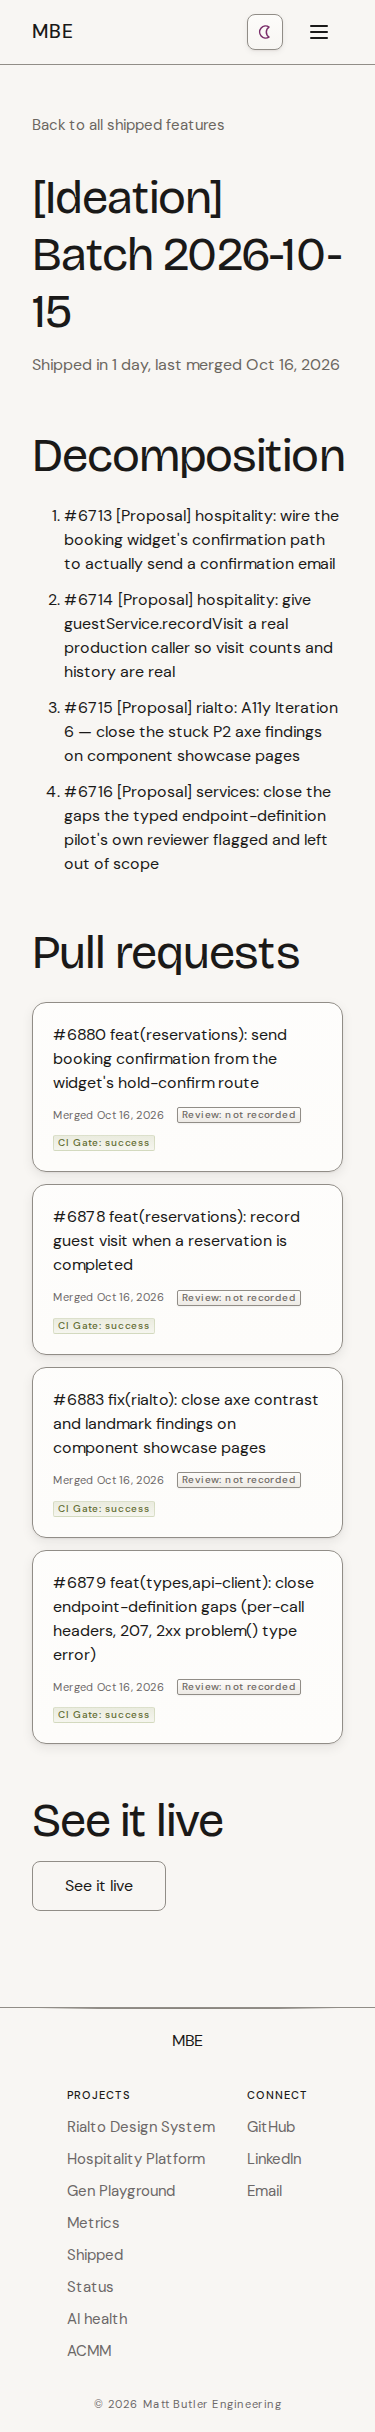 MBE
Back to all shipped features
[Ideation]
Batch 2026-10-
15
Shipped in 1 day, last merged Oct 16, 2026
Decomposition
1. #6713 [Proposal] hospitality: wire the
booking widget's confirmation path
to actually send a confirmation email
2. #6714 [Proposal] hospitality: give
guestService.recordVisit a real
production caller so visit counts and
history are real
3. #6715 [Proposal] rialto: A11y Iteration
6 — close the stuck P2 axe findings
on component showcase pages
4. #6716 [Proposal] services: close the
gaps the typed endpoint-definition
pilot's own reviewer flagged and left
out of scope
Pull requests
#6880 feat(reservations): send
booking confirmation from the
widget's hold-confirm route
Merged Oct 16, 2026 Review: not recorded
CI Gate: success
#6878 feat(reservations): record
guest visit when a reservation is
completed
Merged Oct 16, 2026 Review: not recorded
CI Gate: success
#6883 fix(rialto): close axe contrast
and landmark findings on
component showcase pages
Merged Oct 16, 2026 Review: not recorded
CI Gate: success
#6879 feat(types,api-client): close
endpoint-definition gaps (per-call
headers, 207, 2xx problem() type
error)
Merged Oct 16, 2026 Review: not recorded
CI Gate: success
See it live
See it live
MBE
PROJECTS
Rialto Design System
Hospitality Platform
Gen Playground
Metrics
Shipped
Status
AI health
ACMM
CONNECT
GitHub
LinkedIn
Email
© 2026 Matt Butler Engineering